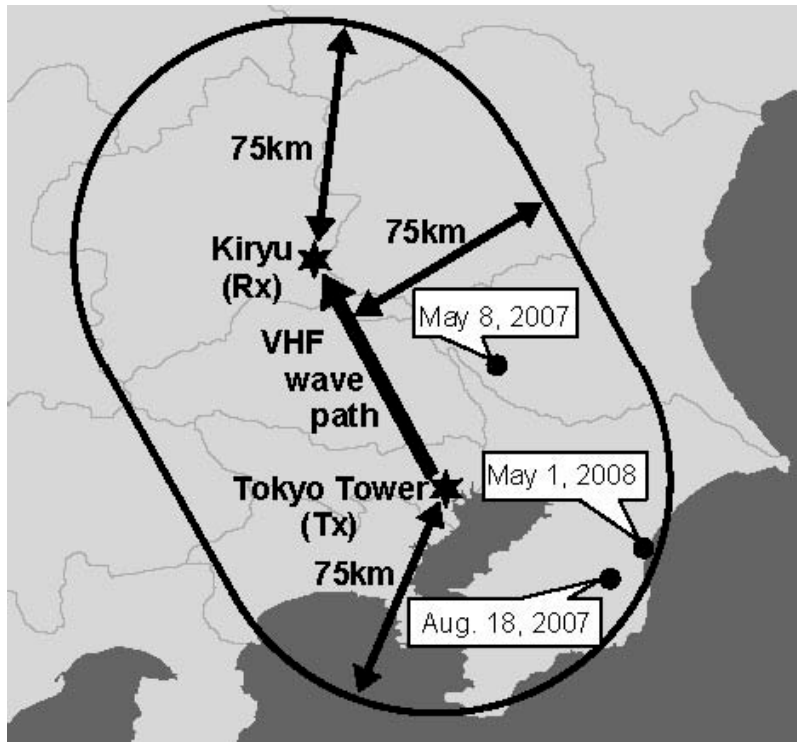 75km
75km
Kiryu
(Rx)
May 8, 2007
VHF
wave
path
May 1, 2008
Tokyo Tower
(Tx)
75km
Aug. 18, 2007